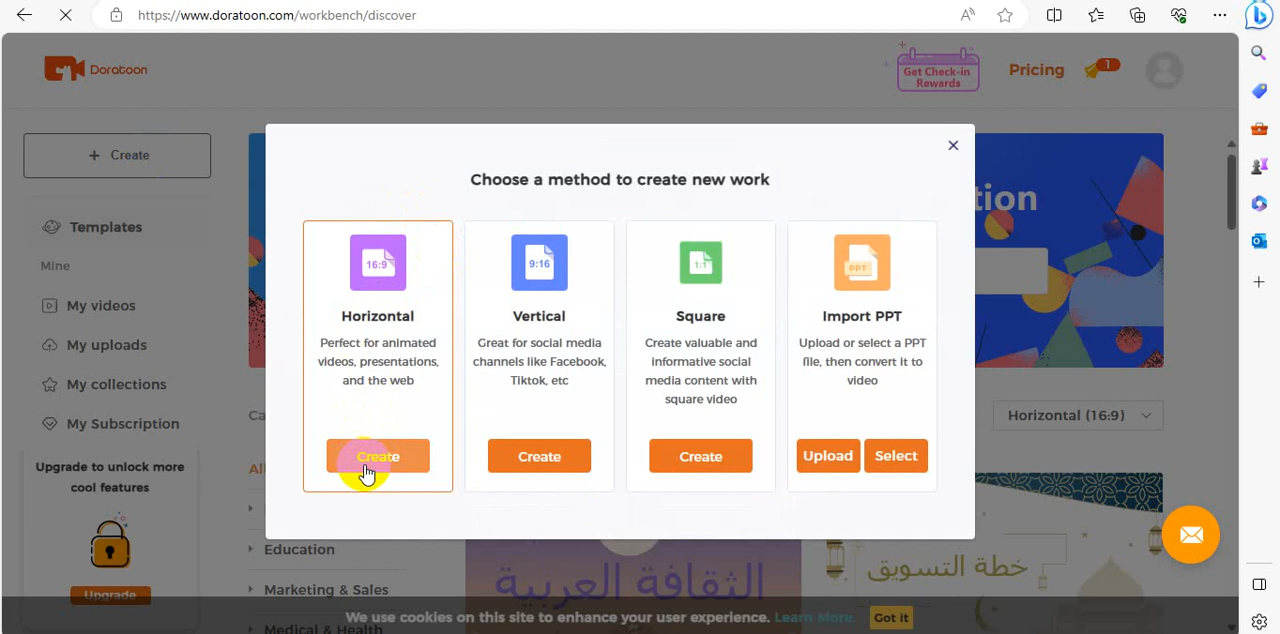 https://www.doratoon.com/workbench/discover
Doratoon
Get Check-in
Rewards
Pricing
1
+ Create
Templates
Mine
My videos
My uploads
My collections
My Subscription
Upgrade to unlock more
cool features
Upgrade
Choose a method to create new work
16:9
Horizontal
Perfect for animated
videos, presentations,
and the web
Create
9:16
Vertical
Great for social media
channels like Facebook,
Tiktok, etc
Create
1:1
Square
Create valuable and
informative social
media content with
square video
Create
PPT
Import PPT
Upload or select a PPT
file, then convert it to
video
Upload
Select
Horizontal (16:9)
Education
Marketing & Sales
Medical & Health
الثقافة العربية
خطة التسويق
We use cookies on this site to enhance your user experience. Learn More.
Got it